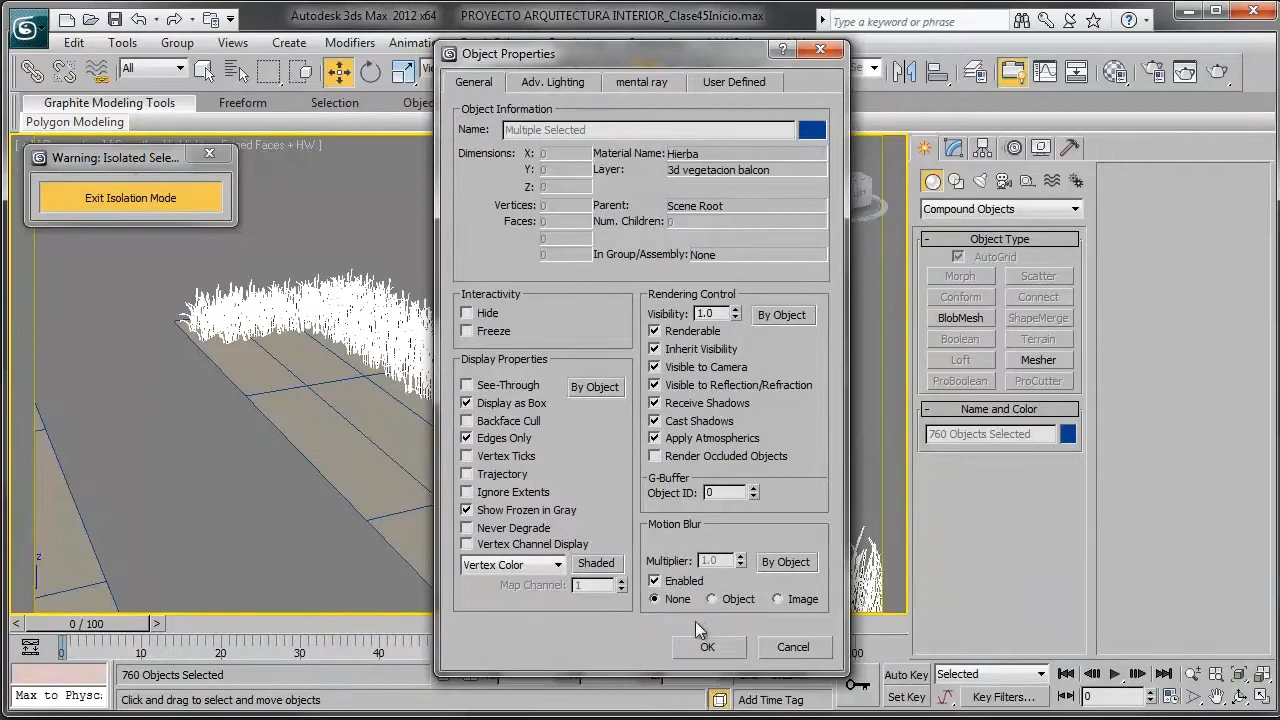 Autodesk 3ds Max 2012 x64 PROYECTO ARQUITECTURA INTERIOR_Clase45Inicio.max
Type a keyword or phrase
Edit Tools Group Create Modifiers
Object Properties
All
Graphite Modeling Tools Freeform Selection
Polygon Modeling
General Adv. Lighting mental ray User Defined
Object Information
Name: Multiple Selected
Dimensions: X: 0 Material Name: Hierba
Y: 0 Layer: 3d vegetacion balcon
Z: 0
Vertices: 0 Parent: Scene Root
Faces: 0 Num. Children: 0
0
0 In Group/Assembly: None
Warning: Isolated Sele...
Exit Isolation Mode
Interactivity
Hide
Freeze
Display Properties
See-Through By Object
Display as Box
Backface Cull
Edges Only
Vertex Ticks
Trajectory
Ignore Extents
Show Frozen in Gray
Never Degrade
Vertex Channel Display
Vertex Color Shaded
Map Channel: 1
Rendering Control
Visibility: 1.0 By Object
Renderable
Inherit Visibility
Visible to Camera
Visible to Reflection/Refraction
Receive Shadows
Cast Shadows
Apply Atmospherics
Render Occluded Objects
G-Buffer
Object ID: 0
Motion Blur
Multiplier: 1.0 By Object
Enabled
None Object Image
OK Cancel
Compound Objects
Object Type
AutoGrid
Morph Scatter
Conform Connect
BlobMesh ShapeMerge
Boolean Terrain
Loft Mesher
ProBoolean ProCutter
Name and Color
760 Objects Selected
z
0 / 100
0 10 20 30 40
760 Objects Selected
Auto Key Selected
Max to Physc
Click and drag to select and move objects
Add Time Tag
Set Key Key Filters... 0